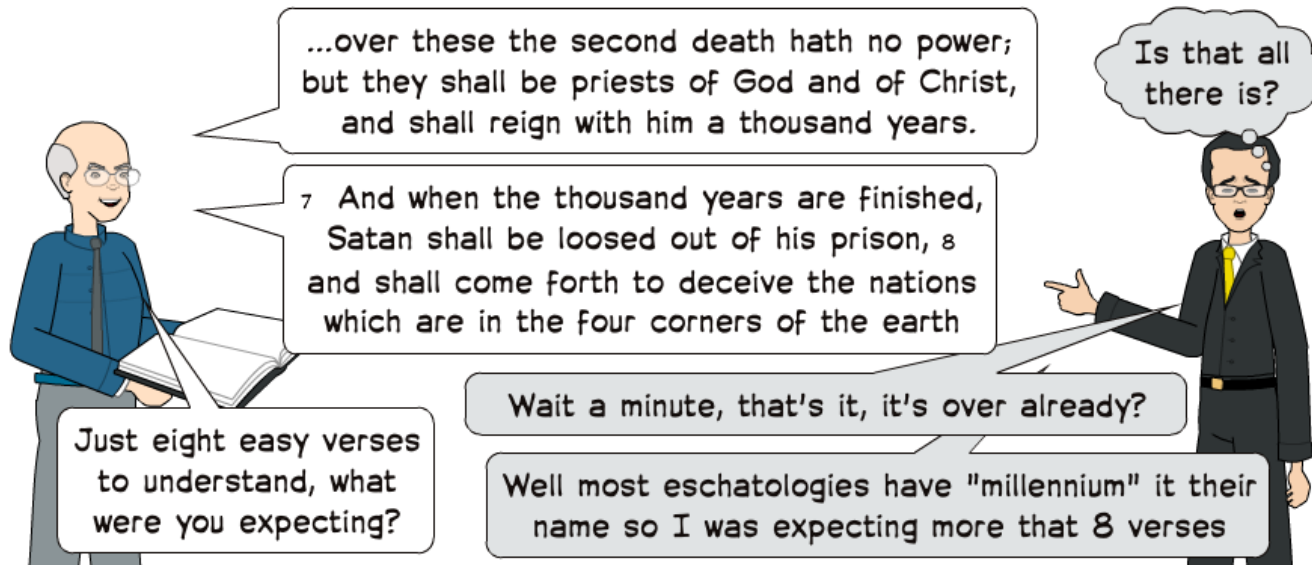 ...over these the second death hath no power;
but they shall be priests of God and of Christ,
and shall reign with him a thousand years.
Is that all
there is?
7 And when the thousand years are finished,
Satan shall be loosed out of his prison, 8
and shall come forth to deceive the nations
which are in the four corners of the earth
Wait a minute, that's it, it's over already?
Just eight easy verses
to understand, what
were you expecting?
Well most eschatologies have "millennium" it their
name so I was expecting more that 8 verses